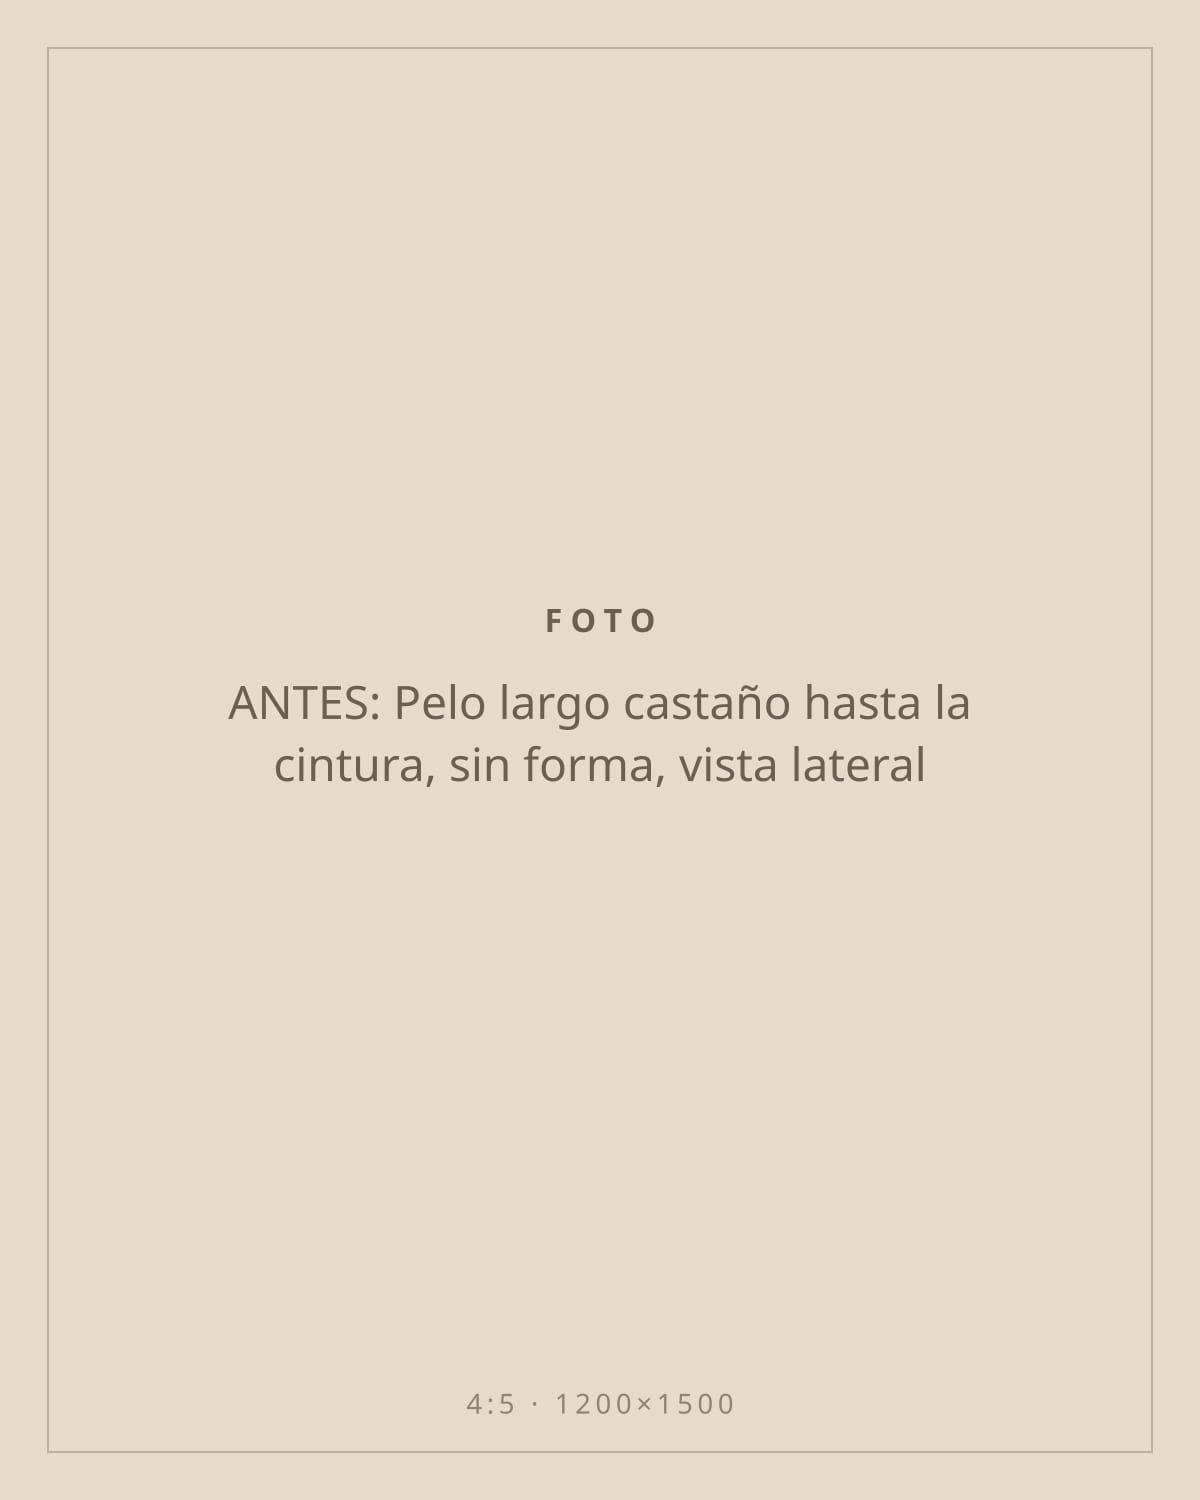 FOTO
ANTES: Pelo largo castaño hasta la
cintura, sin forma, vista lateral
4:5 · 1200×1500